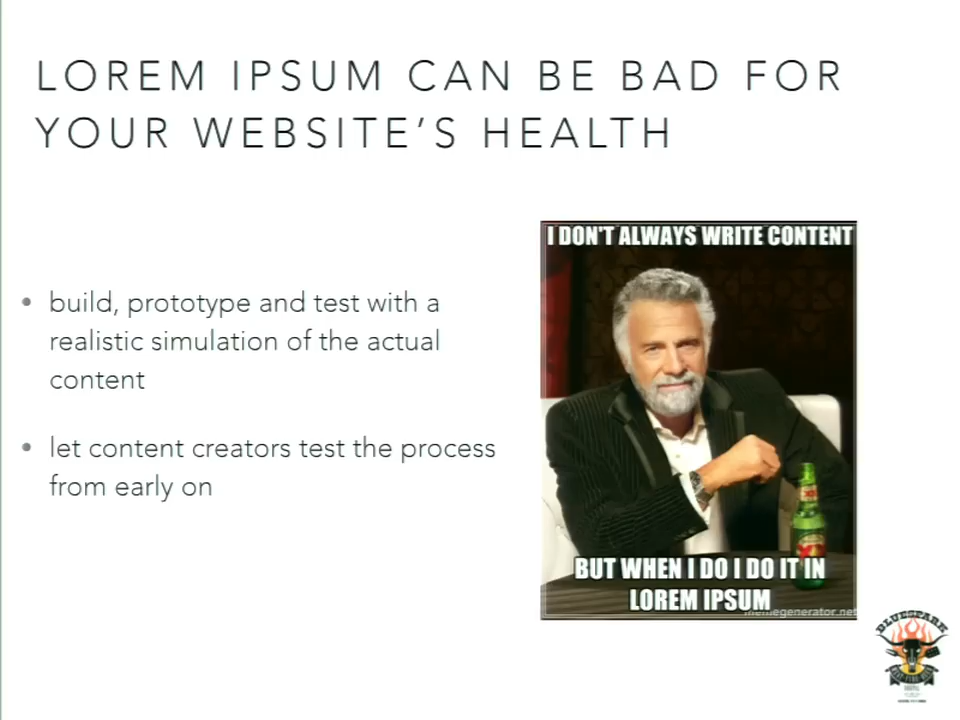 LOREM IPSUM CAN BE BAD FOR
YOUR WEBSITE'S HEALTH
• build, prototype and test with a
realistic simulation of the actual
content
• let content creators test the process
from early on
I DON'T ALWAYS WRITE CONTENT
BUT WHEN I DO I DO IT IN
LOREM IPSUM
memegenerator.net
BLUESPARK